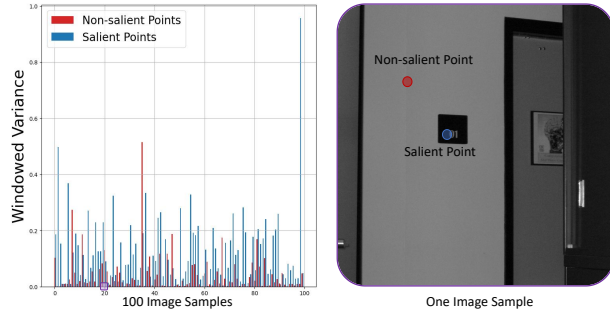 Non-salient Points
Salient Points
Windowed Variance
1.0
0.8
0.6
0.4
0.2
0.0
0 20 40 60 80 100
100 Image Samples
Non-salient Point
Salient Point
One Image Sample